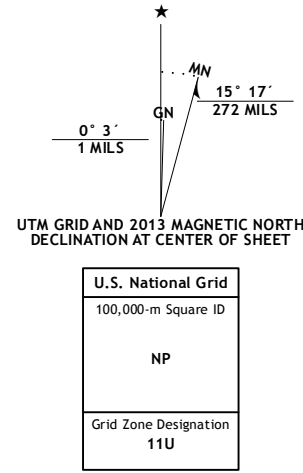 ★
MN
GN
15° 17´
272 MILS
0° 3´
1 MILS
UTM GRID AND 2013 MAGNETIC NORTH
DECLINATION AT CENTER OF SHEET
U.S. National Grid
100,000-m Square ID
NP
Grid Zone Designation
11U